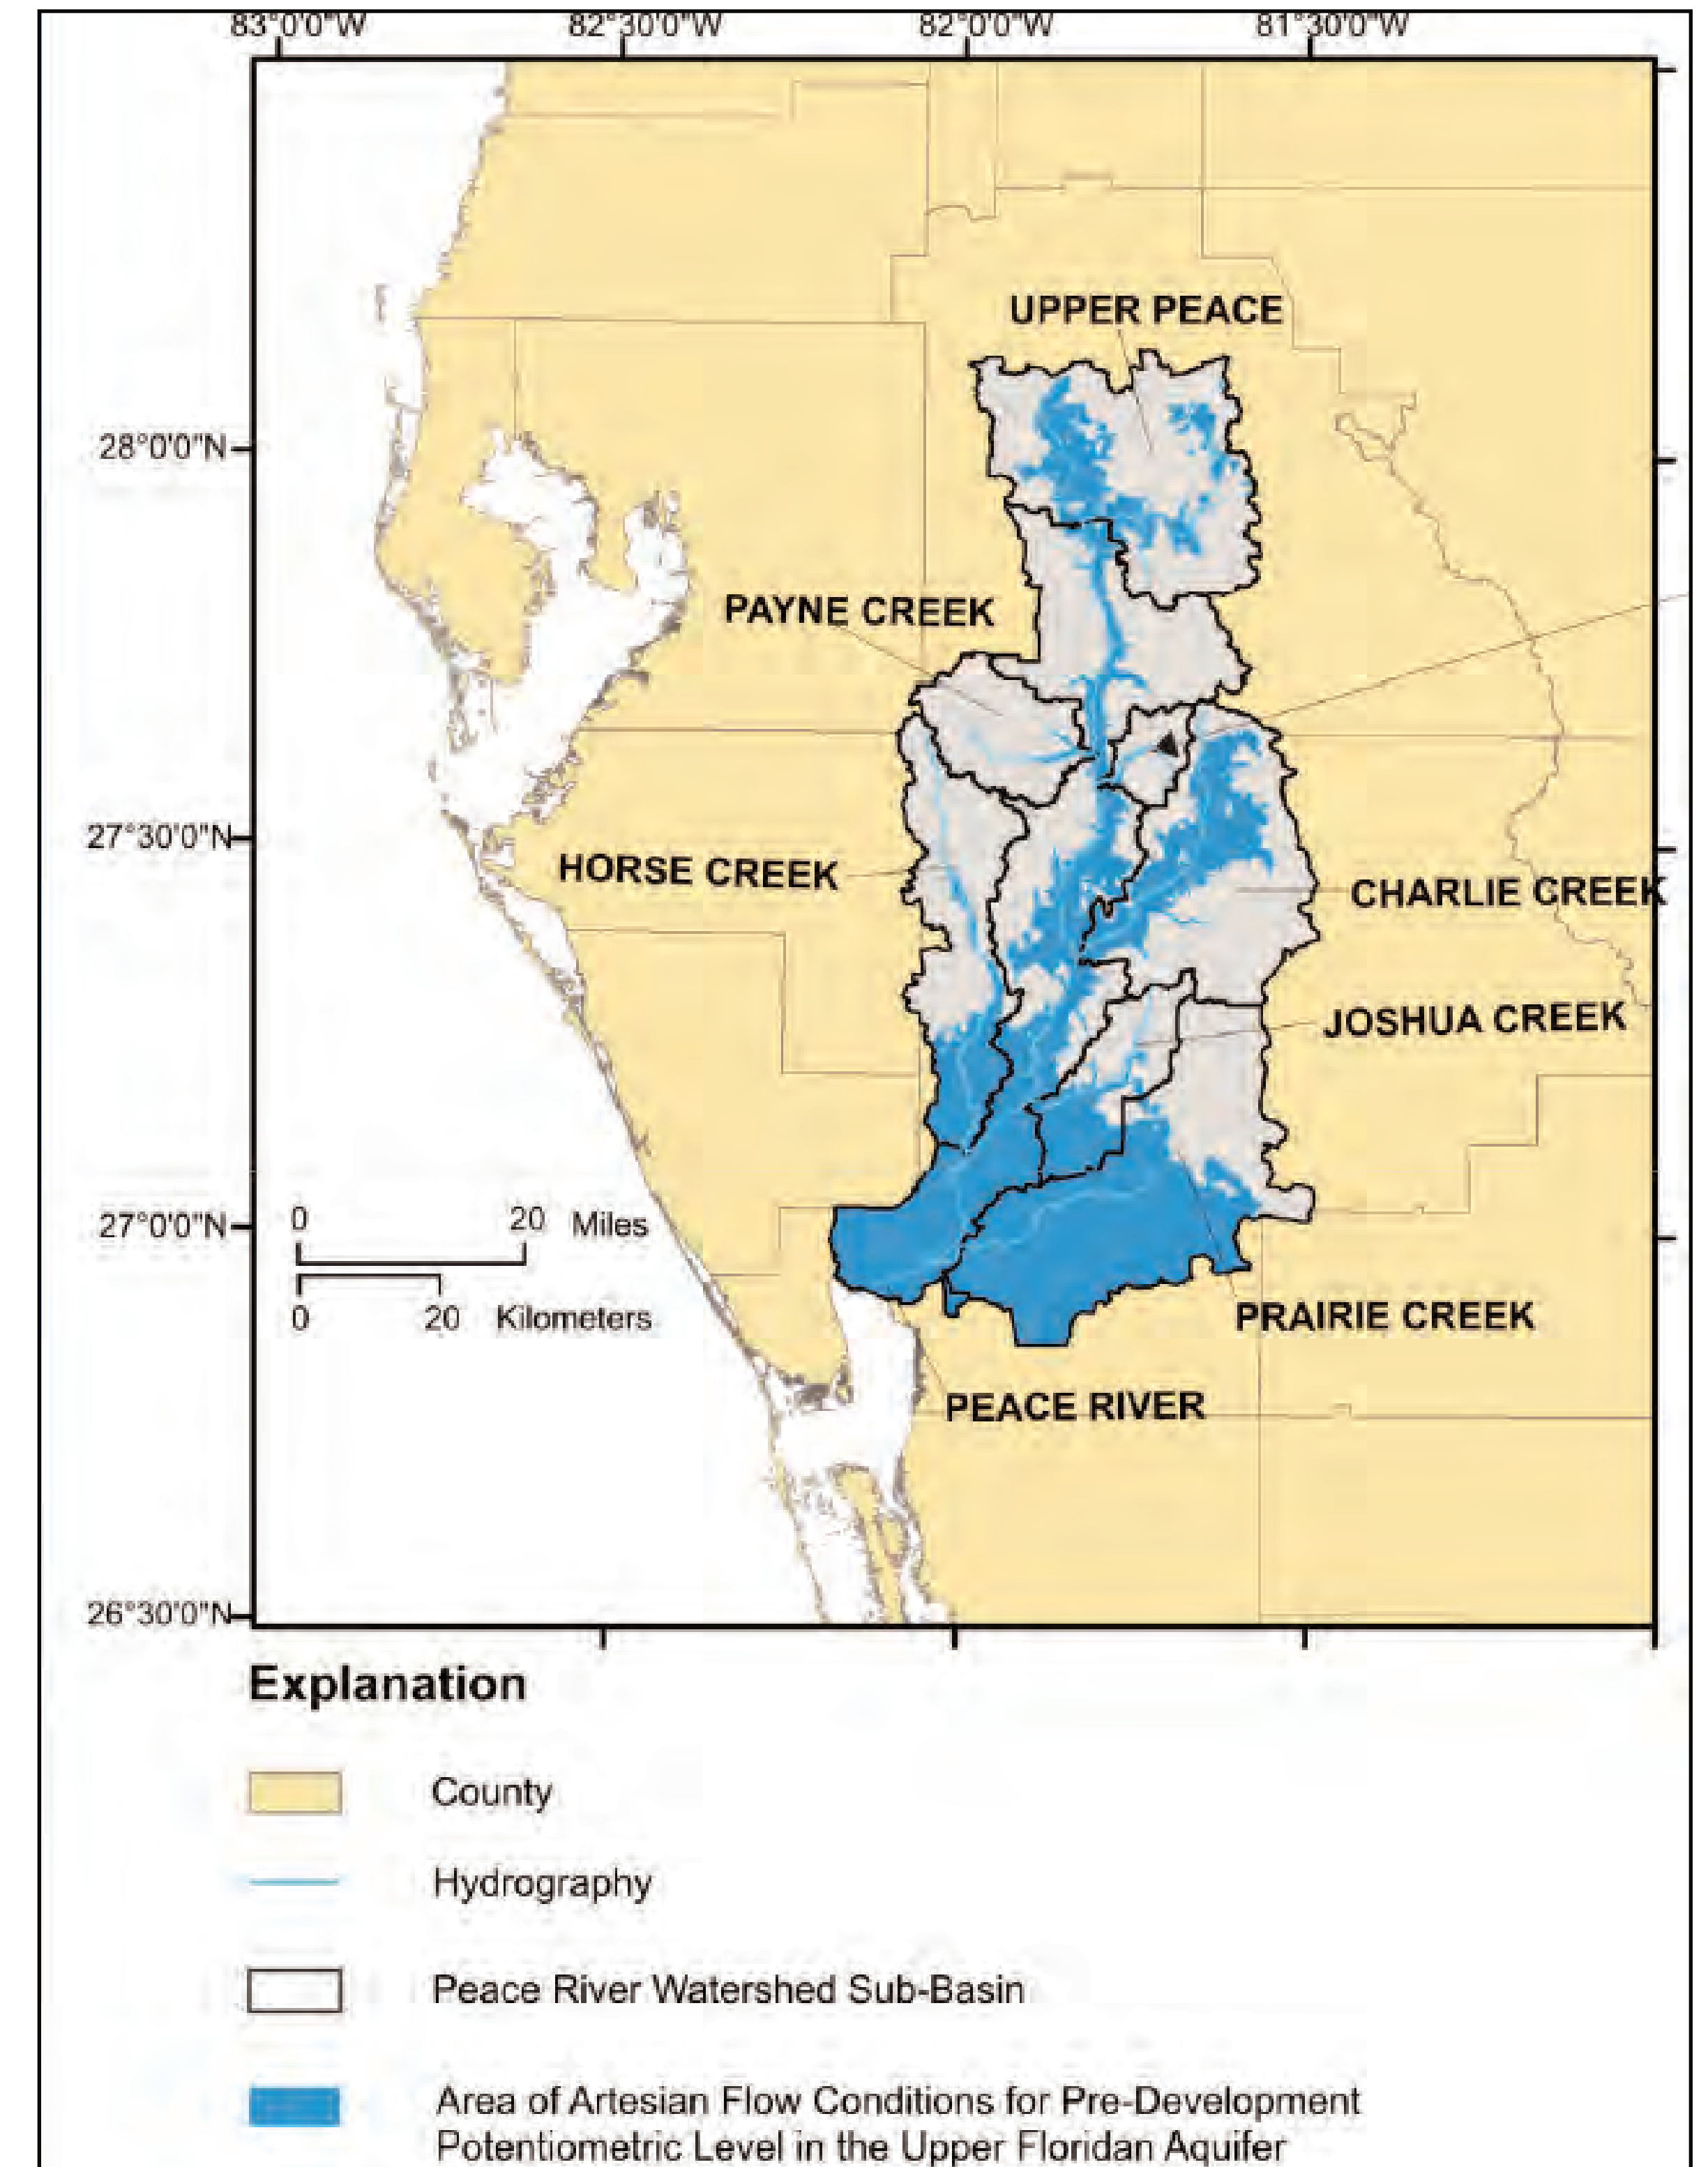 83°0'0"W 82°30'0"W 82°0'0"W 81°30'0"W
UPPER PEACE
28°0'0"N
PAYNE CREEK
27°30'0"N
HORSE CREEK
CHARLIE CREEK
JOSHUA CREEK
27°0'0"N
0 20 Miles
0 20 Kilometers
PRAIRIE CREEK
PEACE RIVER
26°30'0"N
Explanation
County
Hydrography
Peace River Watershed Sub-Basin
Area of Artesian Flow Conditions for Pre-Development
Potentiometric Level in the Upper Floridan Aquifer